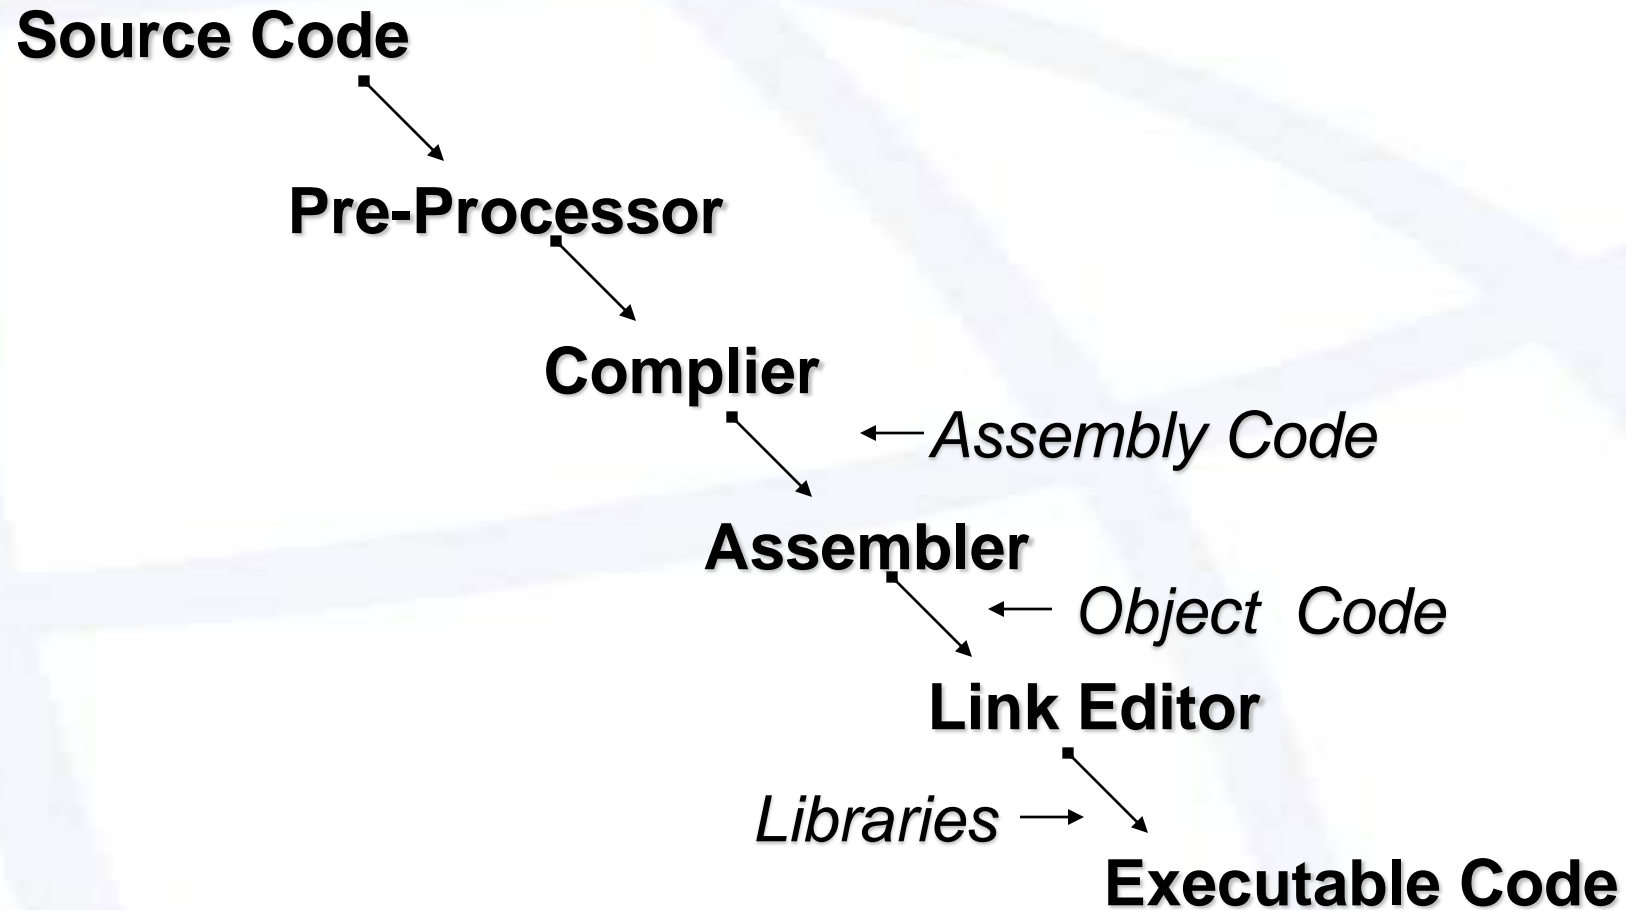 Source Code
Pre-Processor
Complier
Assembly Code
Assembler
Object Code
Link Editor
Libraries
Executable Code